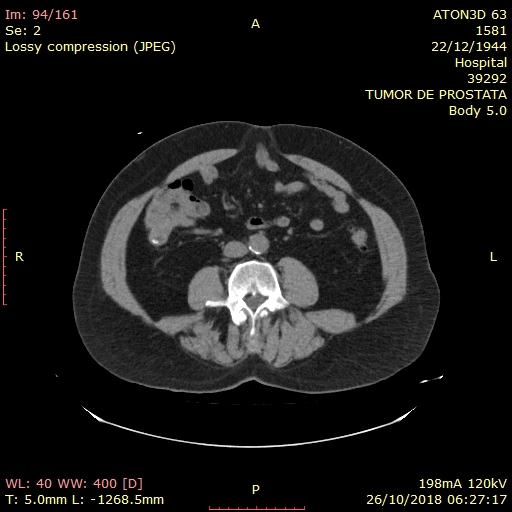 Im: 94/161
Se: 2
Lossy compression (JPEG)
A
ATON3D 63
1581
22/12/1944
Hospital
39292
TUMOR DE PROSTATA
Body 5.0
R
L
WL: 40 WW: 400 [D]
T: 5.0mm L: -1268.5mm
P
198mA 120kV
26/10/2018 06:27:17